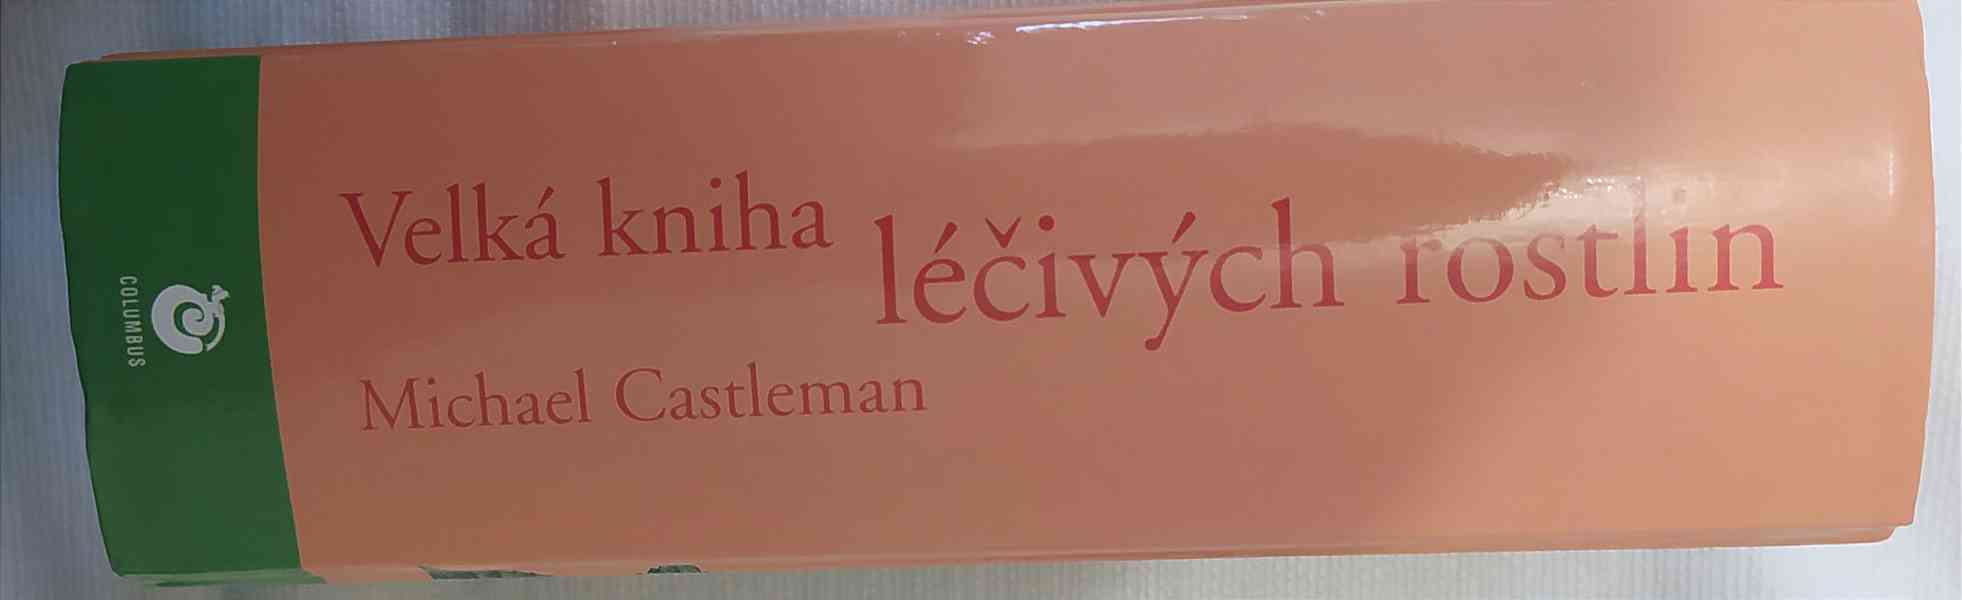 Velká kniha léčivých rostlin
Michael Castleman
COLUMBUS